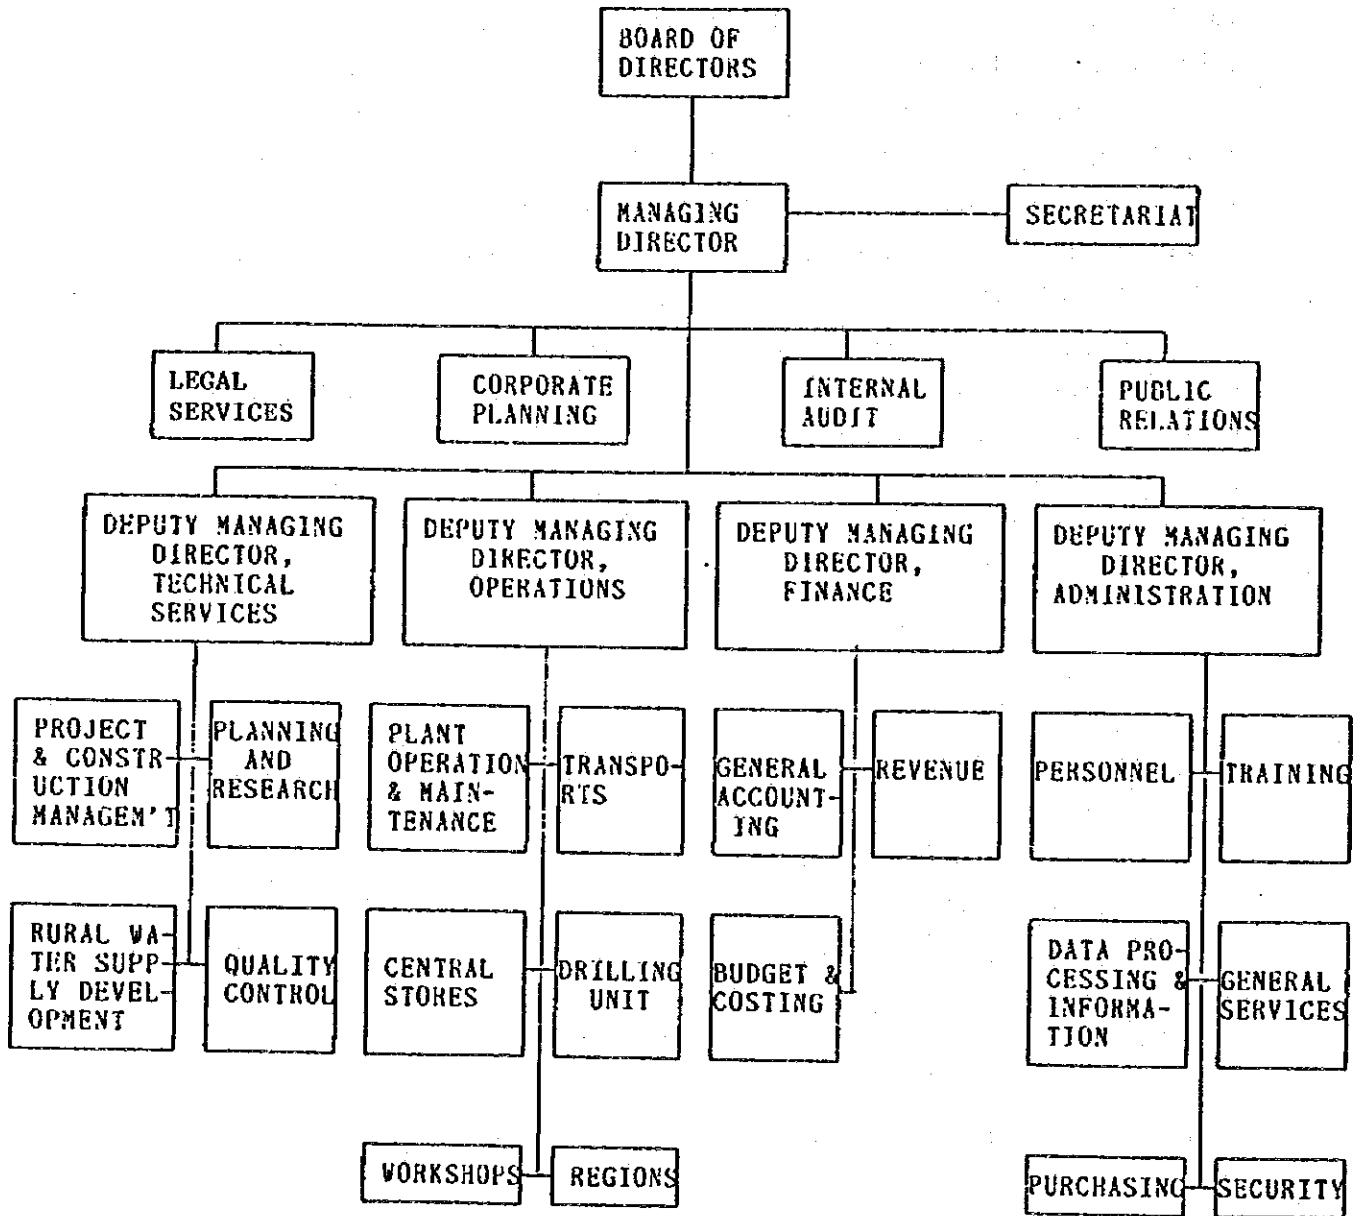 BOARD OF
DIRECTORS
MANAGING
DIRECTOR
SECRETARIAT
LEGAL
SERVICES
CORPORATE
PLANNING
INTERNAL
AUDIT
PUBLIC
RELATIONS
DEPUTY MANAGING
DIRECTOR,
TECHNICAL
SERVICES
DEPUTY MANAGING
DIRECTOR,
OPERATIONS
DEPUTY MANAGING
DIRECTOR,
FINANCE
DEPUTY MANAGING
DIRECTOR,
ADMINISTRATION
PROJECT
& CONSTR-
UCTION
MANAGEM'T
PLANNING
AND
RESEARCH
PLANT
OPERATION
& MAIN-
TENANCE
TRANSPO-
RTS
GENERAL
ACCOUNT-
ING
REVENUE
PERSONNEL
TRAINING
RURAL WA-
TER SUPP-
LY DEVEL-
OPMENT
QUALITY
CONTROL
CENTRAL
STORES
DRILLING
UNIT
BUDGET &
COSTING
DATA PRO-
CESSING &
INFORMA-
TION
GENERAL
SERVICES
WORKSHOPS
REGIONS
PURCHASING
SECURITY